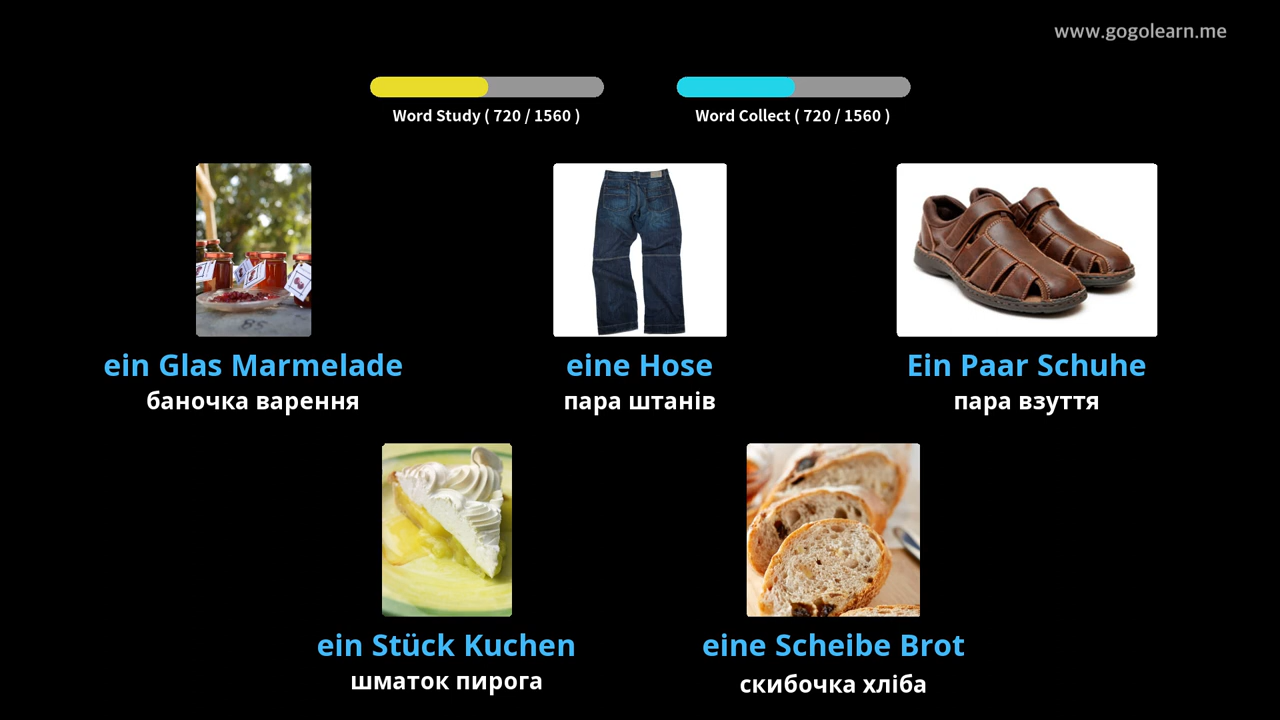 www.gogolearn.me
Word Study ( 720 / 1560 )
Word Collect ( 720 / 1560 )
ein Glas Marmelade
баночка варення
eine Hose
пара штанів
Ein Paar Schuhe
пара взуття
ein Stück Kuchen
шматок пирога
eine Scheibe Brot
скибочка хліба